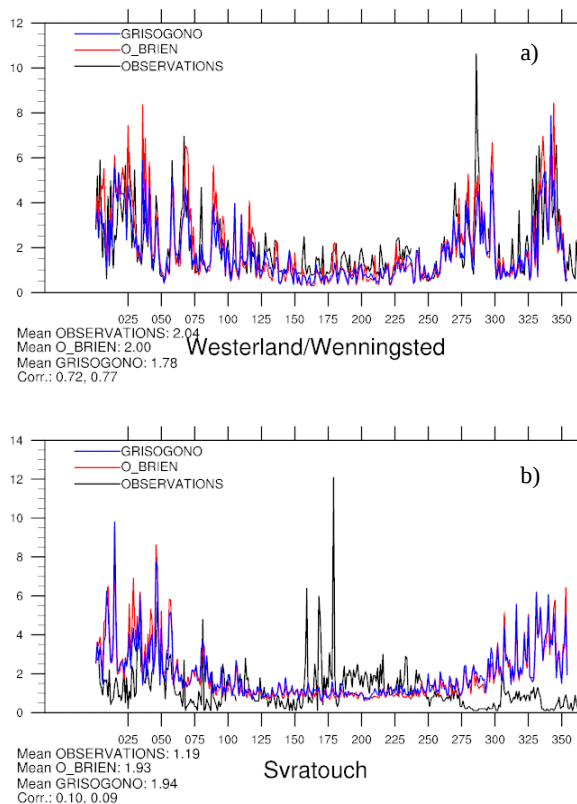 GRISOGONO
O_BRIEN
OBSERVATIONS
a)
12
10
8
6
4
2
0
025 050 075 100 125 150 175 200 225 250 275 300 325 350
Mean OBSERVATIONS: 2.04
Mean O_BRIEN: 2.00
Westerland/Wenningsted
Mean GRISOGONO: 1.78
Corr.: 0.72, 0.77
GRISOGONO
O_BRIEN
OBSERVATIONS
b)
14
12
10
8
6
4
2
0
025 050 075 100 125 150 175 200 225 250 275 300 325 350
Mean OBSERVATIONS: 1.19
Mean O_BRIEN: 1.93
Svratouch
Mean GRISOGONO: 1.94
Corr.: 0.10, 0.09